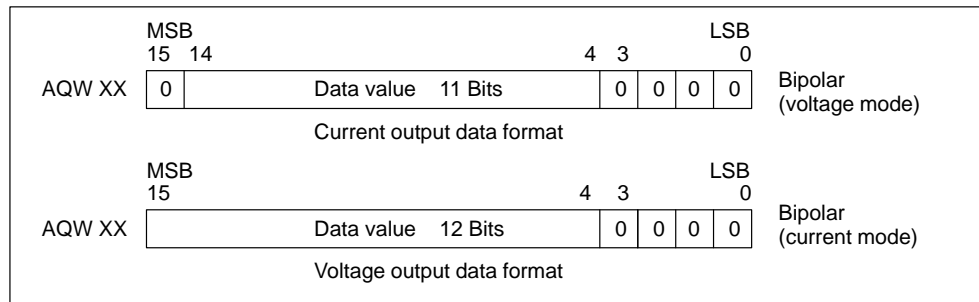 MSB LSB
15 14 4 3 0
AQW XX 0 Data value 11 Bits 0 0 0 0 Bipolar
(voltage mode)
Current output data format
MSB LSB
15 4 3 0
AQW XX Data value 12 Bits 0 0 0 0 Bipolar
(current mode)
Voltage output data format